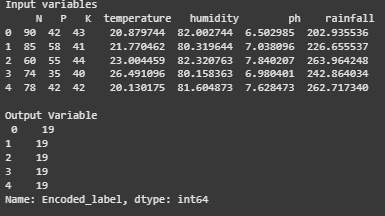 Input variables
N P K temperature humidity ph rainfall
0 90 42 43 20.879744 82.002744 6.502985 202.935536
1 85 58 41 21.770462 80.319644 7.038096 226.655537
2 60 55 44 23.004459 82.320763 7.840207 263.964248
3 74 35 40 26.491096 80.158363 6.980401 242.864034
4 78 42 42 20.130175 81.604873 7.628473 262.717340
Output Variable
0 19
1 19
2 19
3 19
4 19
Name: Encoded_label, dtype: int64